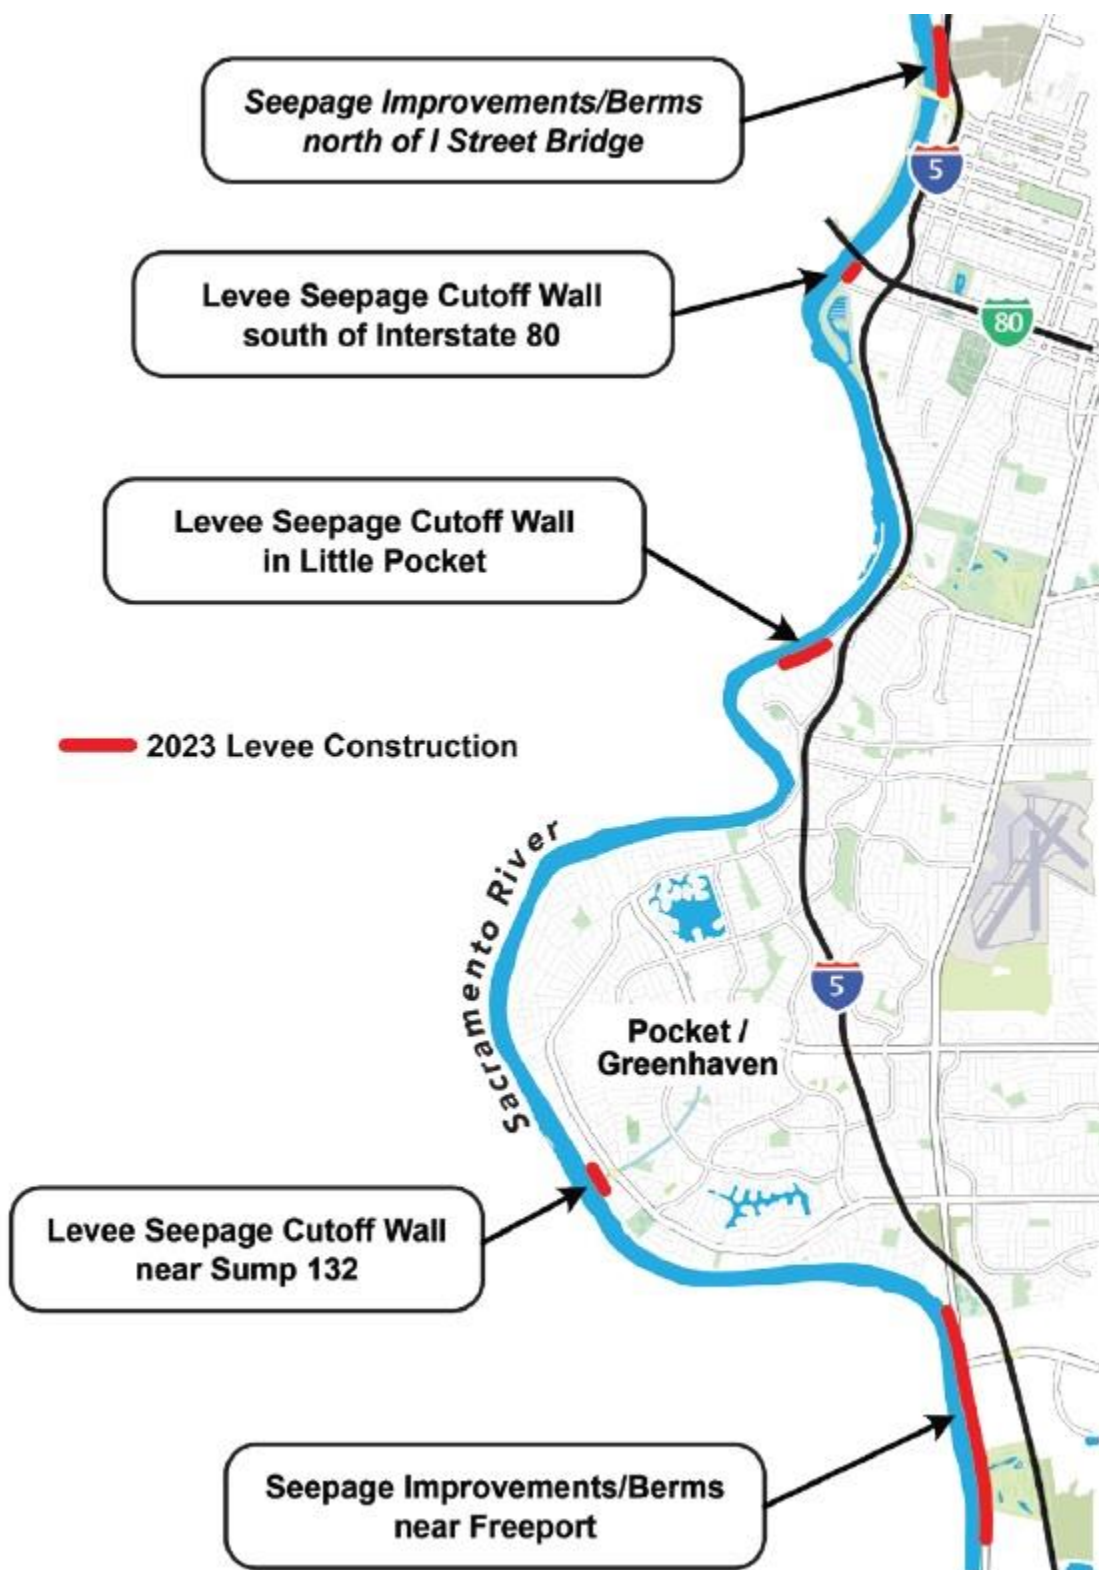 Seepage Improvements/Berms
north of I Street Bridge
5
Levee Seepage Cutoff Wall
south of Interstate 80
80
Levee Seepage Cutoff Wall
in Little Pocket
2023 Levee Construction
Sacramento River
5
Pocket /
Greenhaven
Levee Seepage Cutoff Wall
near Sump 132
Seepage Improvements/Berms
near Freeport